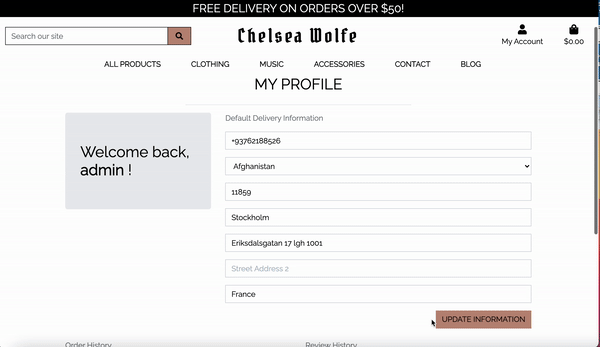 FREE DELIVERY ON ORDERS OVER $50!
Search our site
Chelsea Wolfe
My Account
$0.00
ALL PRODUCTS CLOTHING MUSIC ACCESSORIES CONTACT BLOG
MY PROFILE
Default Delivery Information
Welcome back,
admin !
+93762188526
Afghanistan
11859
Stockholm
Eriksdalsgatan 17 lgh 1001
Street Address 2
France
UPDATE INFORMATION
Order History
Review History